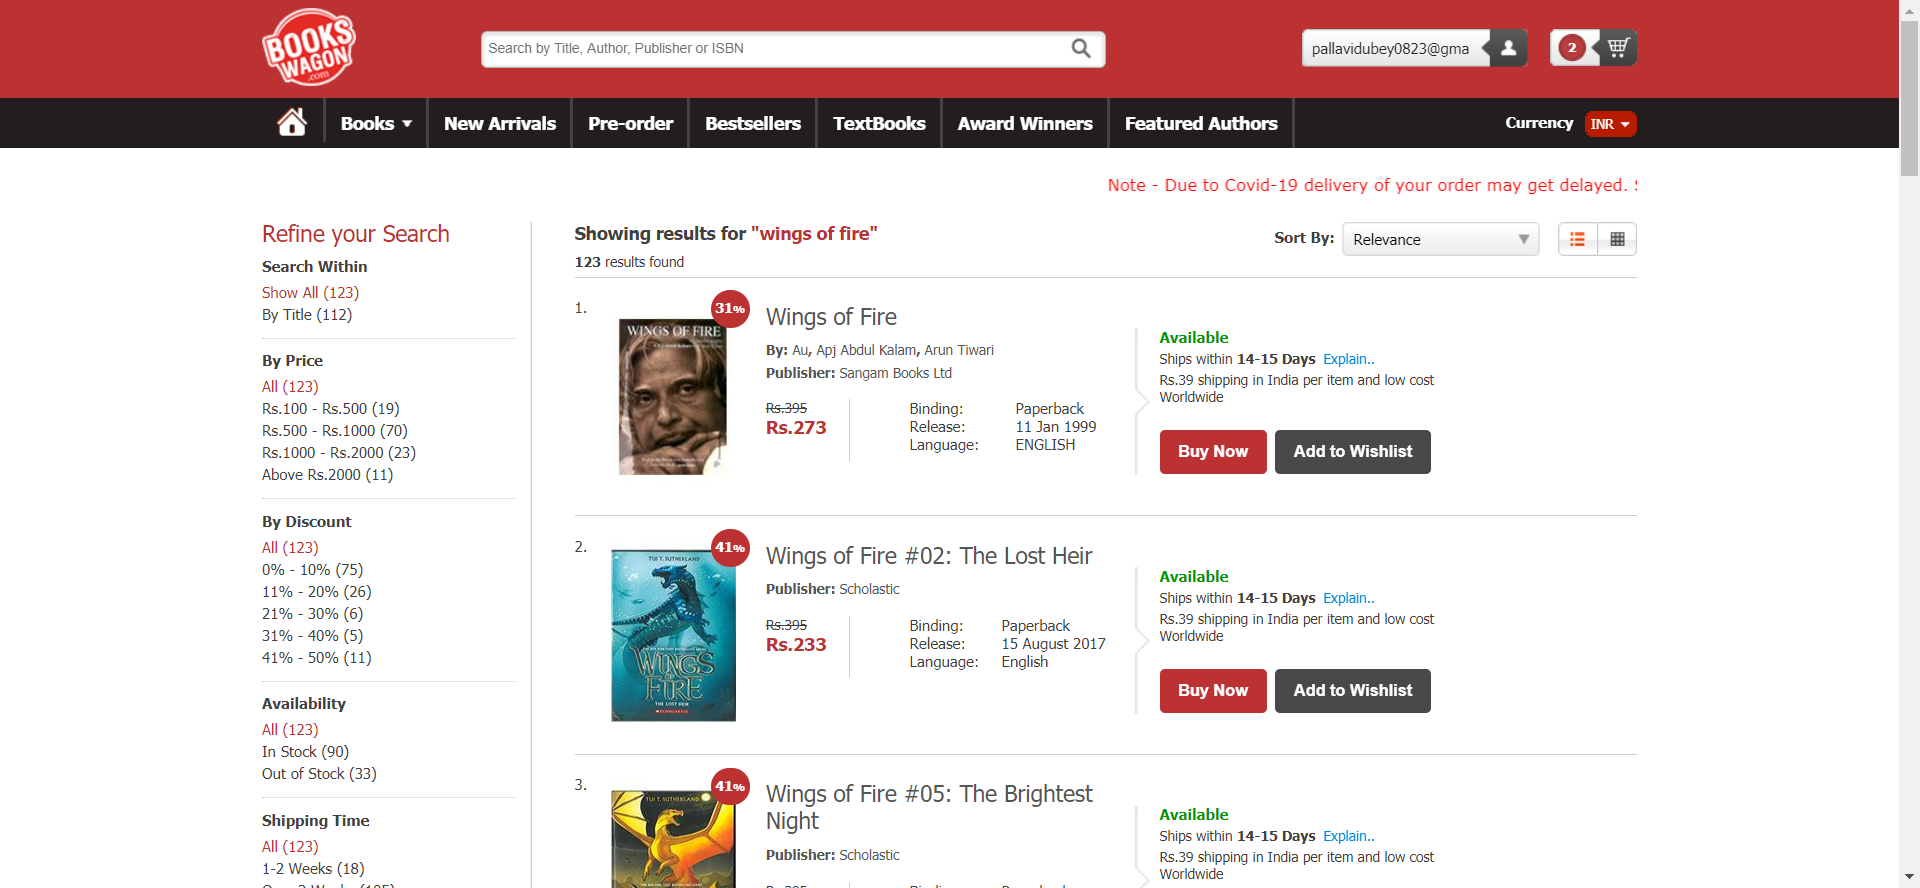 BOOKS
WAGON
.com
Search by Title, Author, Publisher or ISBN
pallavidubey0823@gma
2
Books
New Arrivals
Pre-order
Bestsellers
TextBooks
Award Winners
Featured Authors
Currency
INR
Note - Due to Covid-19 delivery of your order may get delayed.
Refine your Search
Search Within
Show All (123)
By Title (112)
By Price
All (123)
Rs.100 - Rs.500 (19)
Rs.500 - Rs.1000 (70)
Rs.1000 - Rs.2000 (23)
Above Rs.2000 (11)
By Discount
All (123)
0% - 10% (75)
11% - 20% (26)
21% - 30% (6)
31% - 40% (5)
41% - 50% (11)
Availability
All (123)
In Stock (90)
Out of Stock (33)
Shipping Time
All (123)
1-2 Weeks (18)
Showing results for "wings of fire"
123 results found
Sort By:
Relevance
1.
31%
WINGS OF FIRE
Wings of Fire
By: Au, Apj Abdul Kalam, Arun Tiwari
Publisher: Sangam Books Ltd
Rs.395
Rs.273
Binding: Paperback
Release: 11 Jan 1999
Language: ENGLISH
Available
Ships within 14-15 Days Explain..
Rs.39 shipping in India per item and low cost
Worldwide
Buy Now
Add to Wishlist
2.
41%
TUI T. SUTHERLAND
WINGS
OF
FIRE
THE LOST HEIR
SCHOLASTIC
Wings of Fire #02: The Lost Heir
Publisher: Scholastic
Rs.395
Rs.233
Binding: Paperback
Release: 15 August 2017
Language: English
Available
Ships within 14-15 Days Explain..
Rs.39 shipping in India per item and low cost
Worldwide
Buy Now
Add to Wishlist
3.
41%
TUI T. SUTHERLAND
Wings of Fire #05: The Brightest
Night
Publisher: Scholastic
Available
Ships within 14-15 Days Explain..
Rs.39 shipping in India per item and low cost
Worldwide